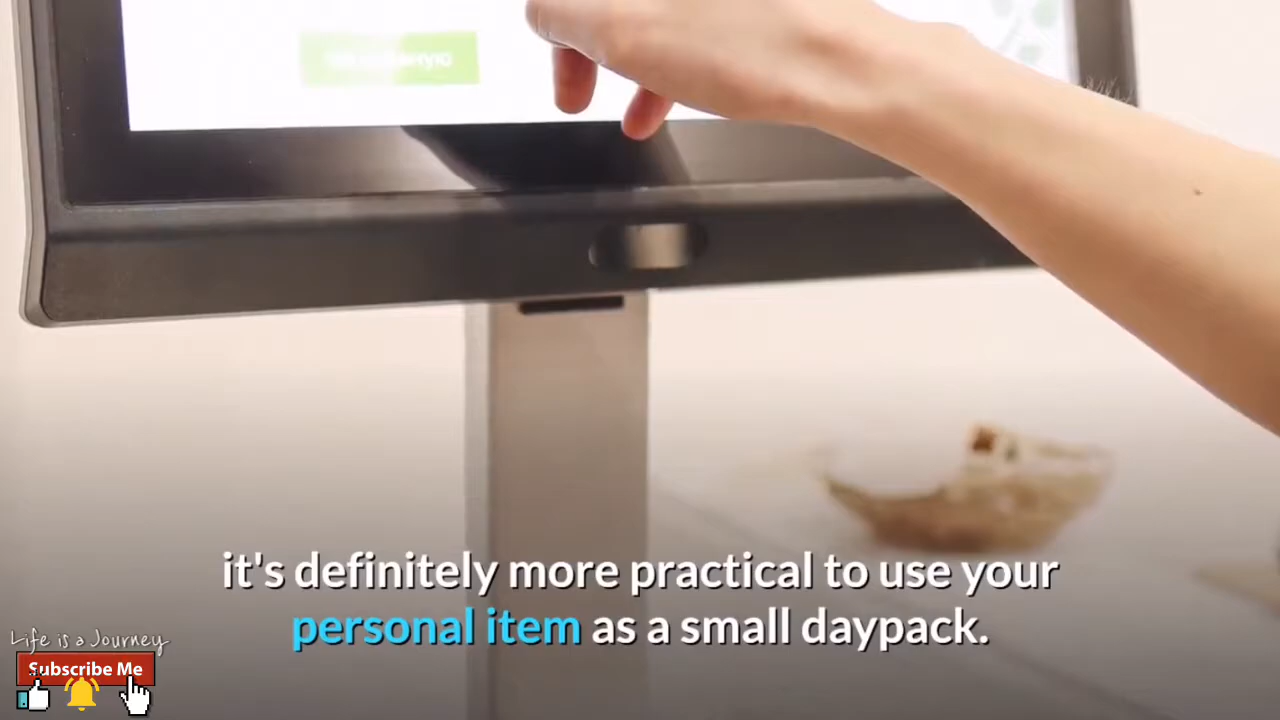 it's definitely more practical to use your
personal item as a small daypack.
Life is a Journey
Subscribe Me